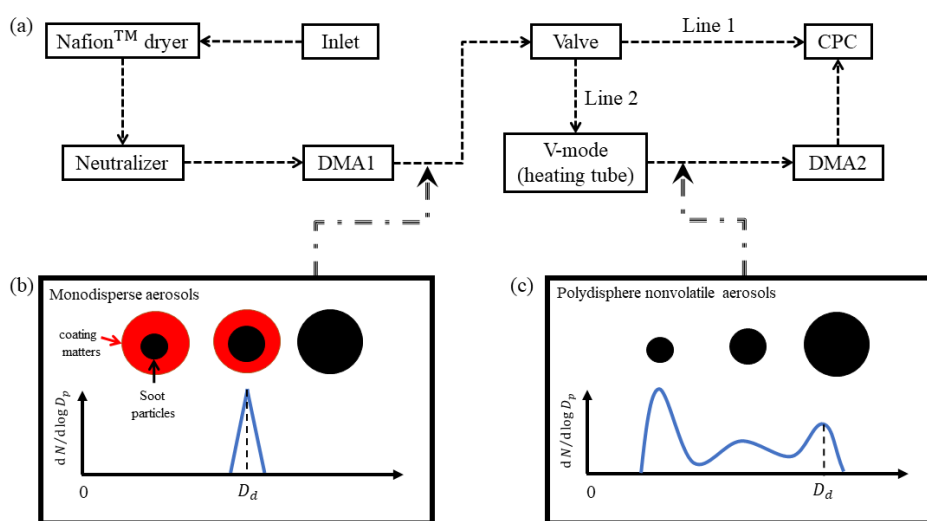 (a)
Nafion™ dryer
Inlet
Valve
Line 1
CPC
Line 2
Neutralizer
DMA1
V-mode
(heating tube)
DMA2
(b)
Monodisperse aerosols
coating
matters
Soot
particles
dN/dlogDp
0
Dd
(c)
Polydisphere nonvolatile aerosols
dN/dlogDp
0
Dd